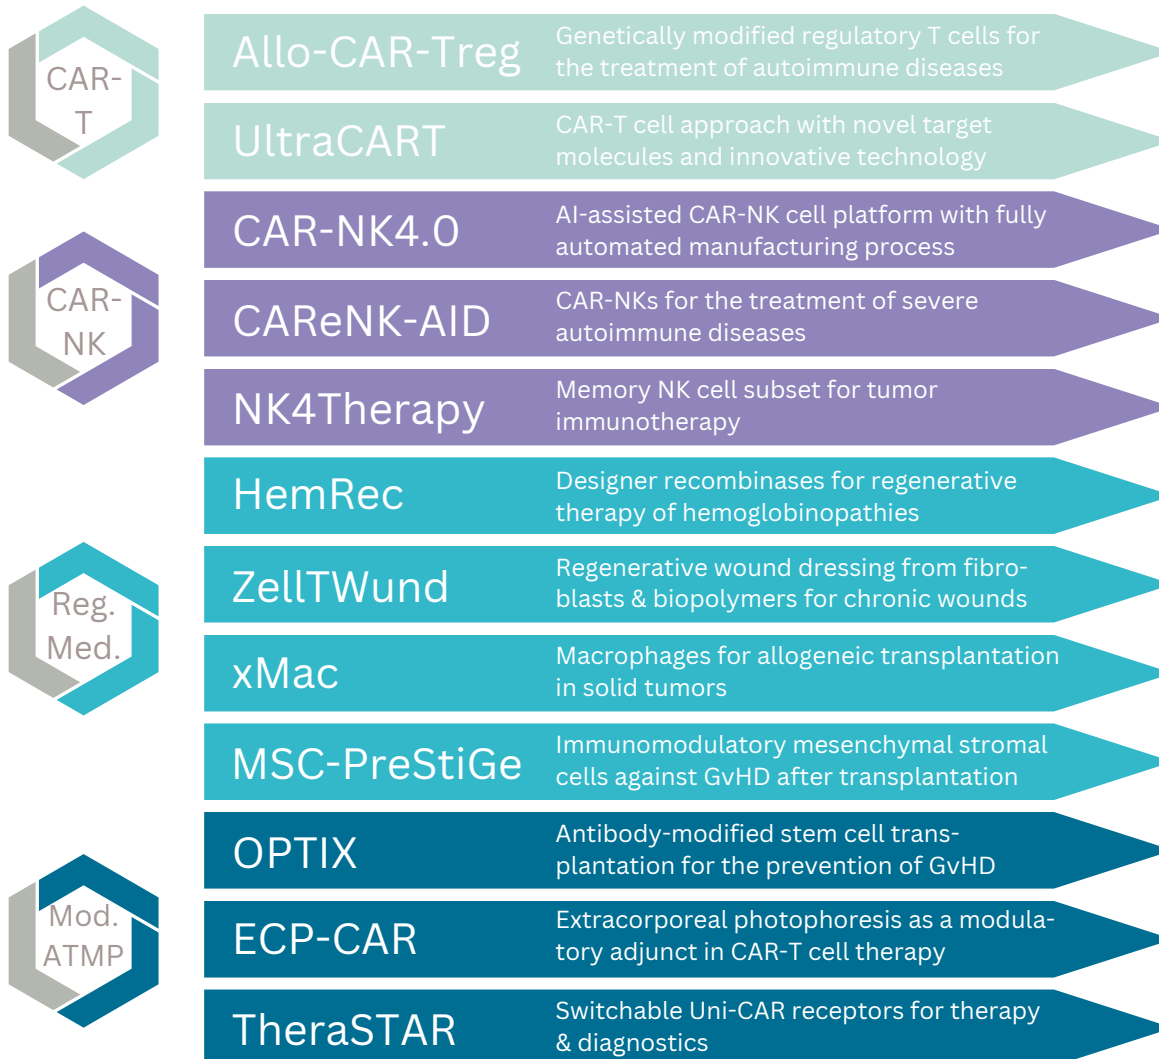 CAR-
T
Allo-CAR-Treg
Genetically modified regulatory T cells for
the treatment of autoimmune diseases
UltraCART
CAR-T cell approach with novel target
molecules and innovative technology
CAR-
NK
CAR-NK4.0
AI-assisted CAR-NK cell platform with fully
automated manufacturing process
CAReNK-AID
CAR-NKs for the treatment of severe
autoimmune diseases
NK4Therapy
Memory NK cell subset for tumor
immunotherapy
Reg.
Med.
HemRec
Designer recombinases for regenerative
therapy of hemoglobinopathies
ZellTWund
Regenerative wound dressing from fibro-
blasts & biopolymers for chronic wounds
xMac
Macrophages for allogeneic transplantation
in solid tumors
MSC-PreStiGe
Immunomodulatory mesenchymal stromal
cells against GvHD after transplantation
Mod.
ATMP
OPTIX
Antibody-modified stem cell trans-
plantation for the prevention of GvHD
ECP-CAR
Extracorporeal photophoresis as a modula-
tory adjunct in CAR-T cell therapy
TheraSTAR
Switchable Uni-CAR receptors for therapy
& diagnostics